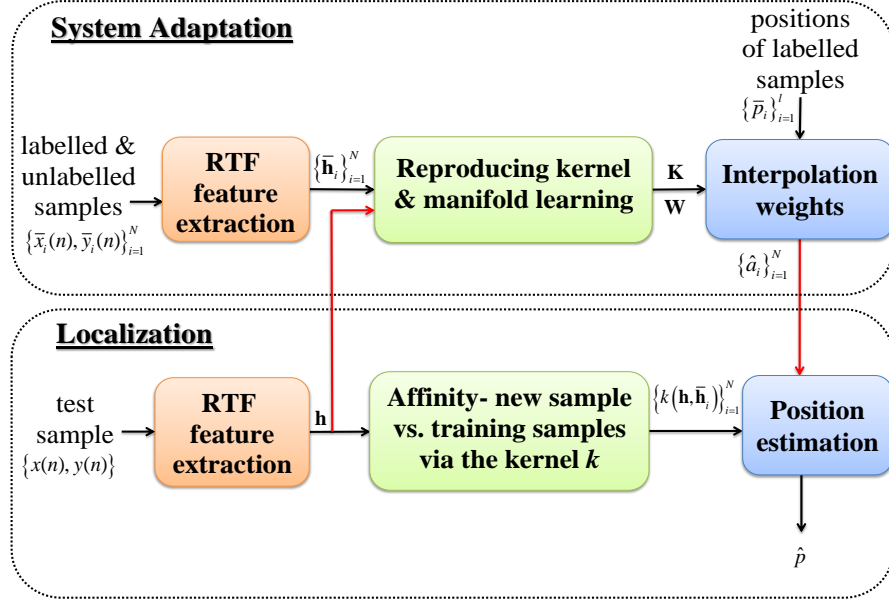 System Adaptation
positions
of labelled
samples
{p̅_i}_{i=1}^l
labelled &
unlabelled
samples
{x̅_i(n), y̅_i(n)}_{i=1}^N
RTF
feature
extraction
{h̅_i}_{i=1}^N
Reproducing kernel
& manifold learning
K
W
Interpolation
weights
{â_i}_{i=1}^N
Localization
test
sample
{x(n), y(n)}
RTF
feature
extraction
h
Affinity- new sample
vs. training samples
via the kernel k
{k(h, h̅_i)}_{i=1}^N
Position
estimation
p̂